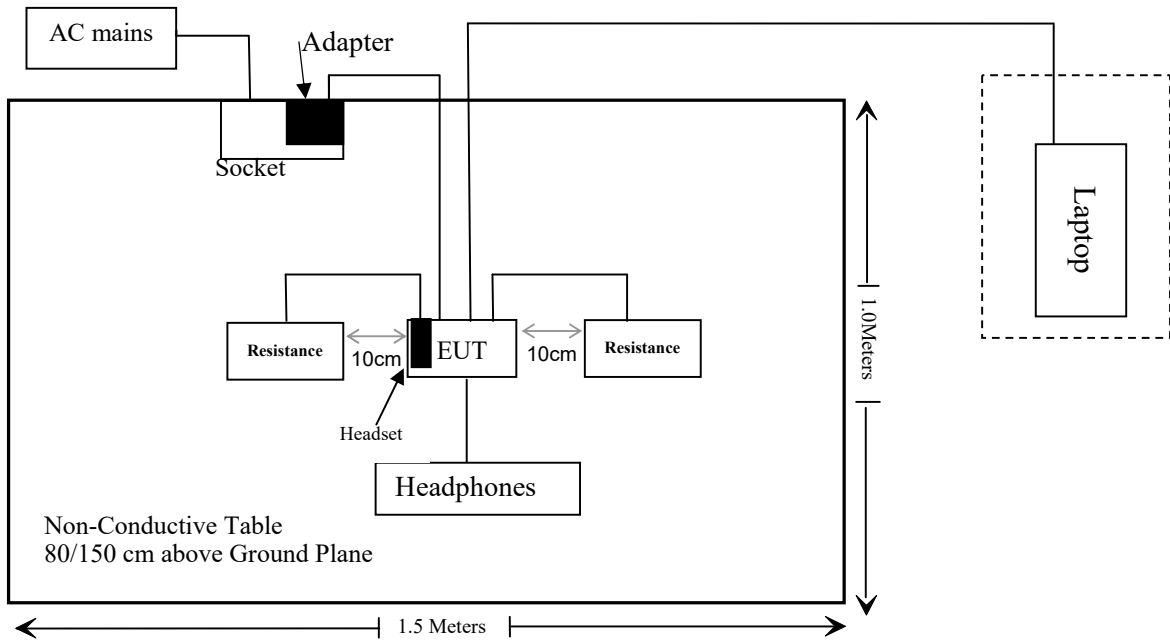 AC mains
Adapter
Socket
Laptop
1.0Meters
Resistance
10cm
EUT
10cm
Resistance
Headset
Headphones
Non-Conductive Table
80/150 cm above Ground Plane
1.5 Meters